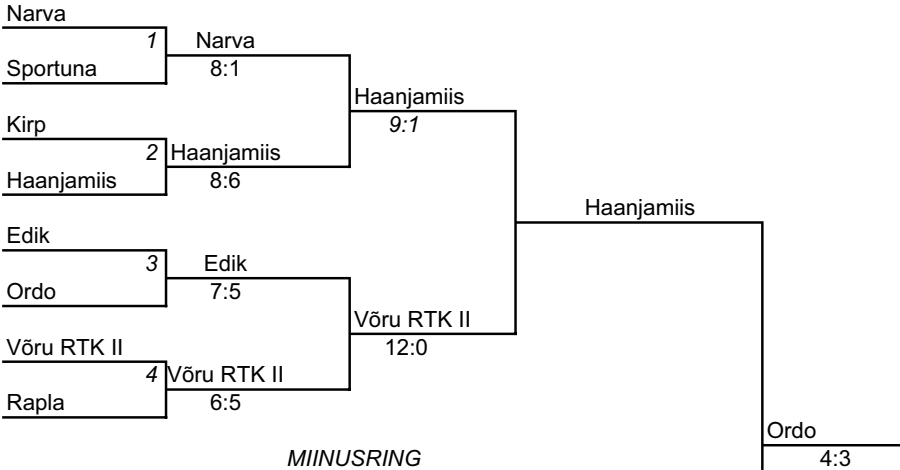 Narva
1 Narva
Sportuna 8:1
Haanjamiis
Kirp 9:1
2 Haanjamiis
Haanjamiis 8:6
Haanjamiis
Edik
3 Edik
Ordo 7:5
Võru RTK II
Võru RTK II 12:0
4 Võru RTK II
Rapla 6:5
Ordo
MIINUSRING 4:3